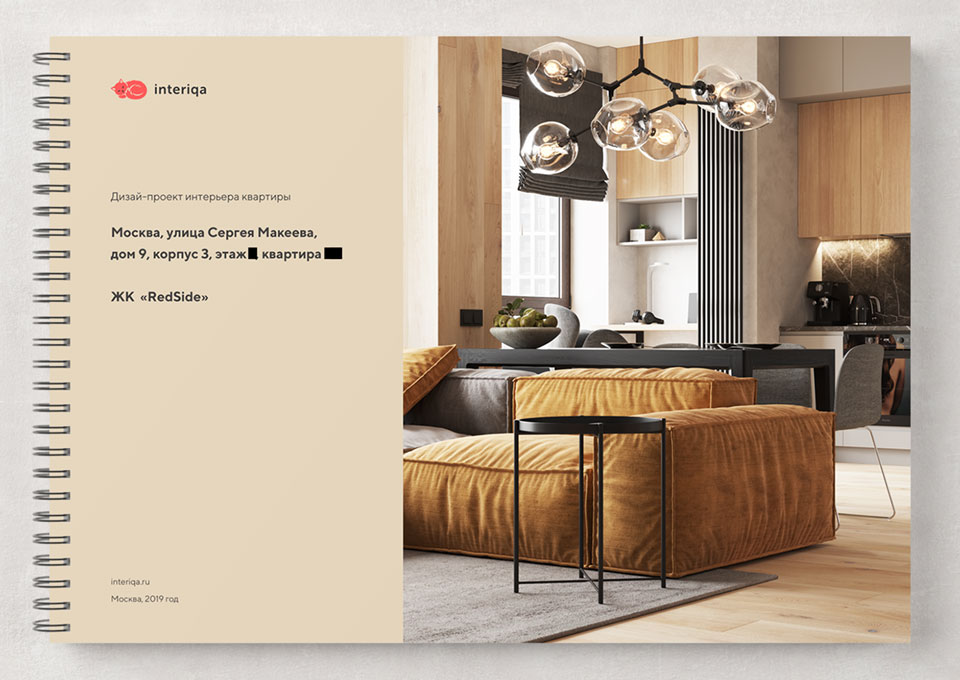 interiqa
Дизай-проект интерьера квартиры
Москва, улица Сергея Макеева,
дом 9, корпус 3, этаж , квартира
ЖК «RedSide»
interiqa.ru
Москва, 2019 год